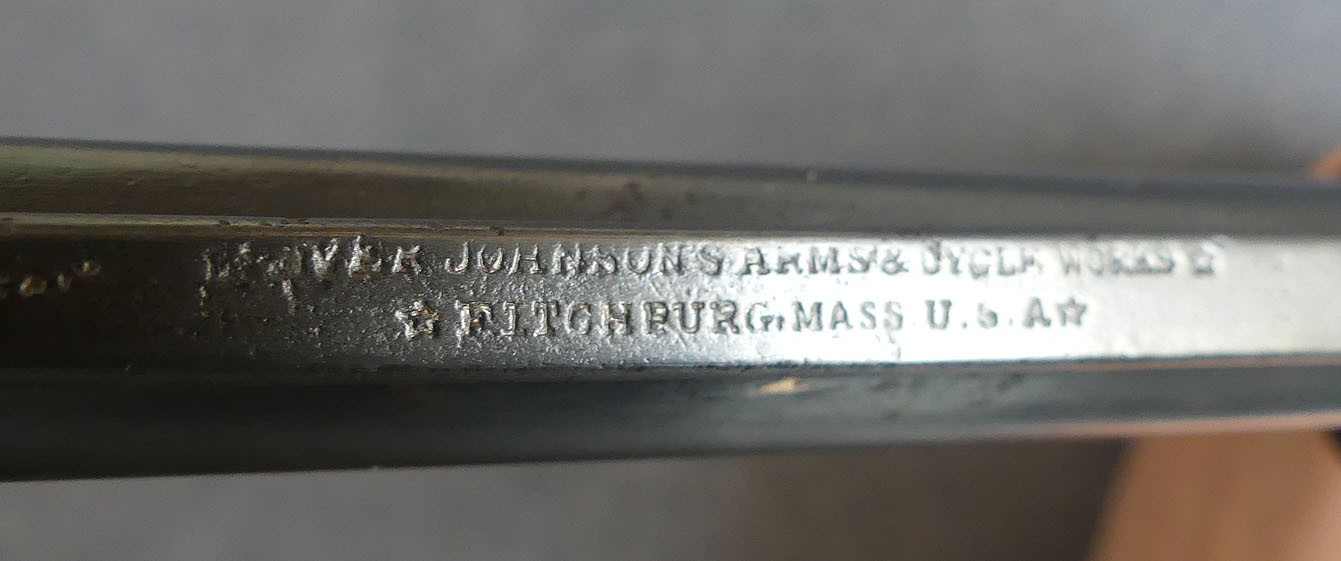 IVER JOHNSON'S ARMS & CYCLE WORKS ☆
☆ FITCHBURG, MASS. U.S.A ☆